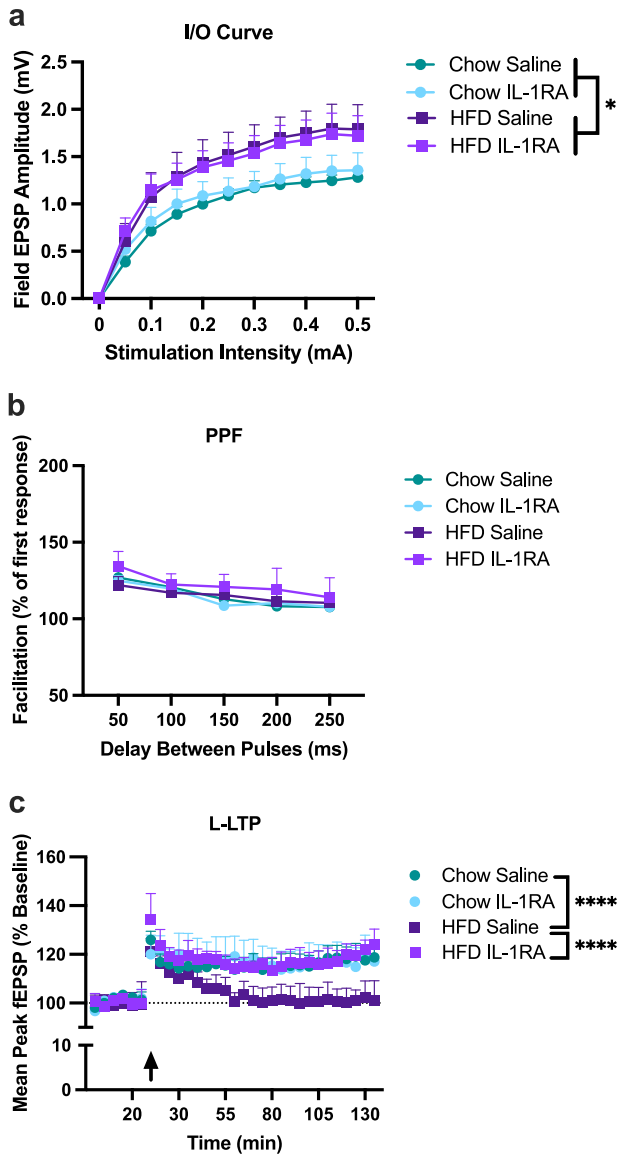 a
I/O Curve
Field EPSP Amplitude (mV)
2.5
2.0
1.5
1.0
0.5
0.0
0 0.1 0.2 0.3 0.4 0.5
Stimulation Intensity (mA)
Chow Saline
Chow IL-1RA
HFD Saline
HFD IL-1RA
*
b
PPF
Facilitation (% of first response)
200
150
100
50
50 100 150 200 250
Delay Between Pulses (ms)
Chow Saline
Chow IL-1RA
HFD Saline
HFD IL-1RA
c
L-LTP
Mean Peak fEPSP (% Baseline)
160
140
120
100
10
0
20 30 55 80 105 130
Time (min)
Chow Saline
Chow IL-1RA
HFD Saline
HFD IL-1RA
****
****